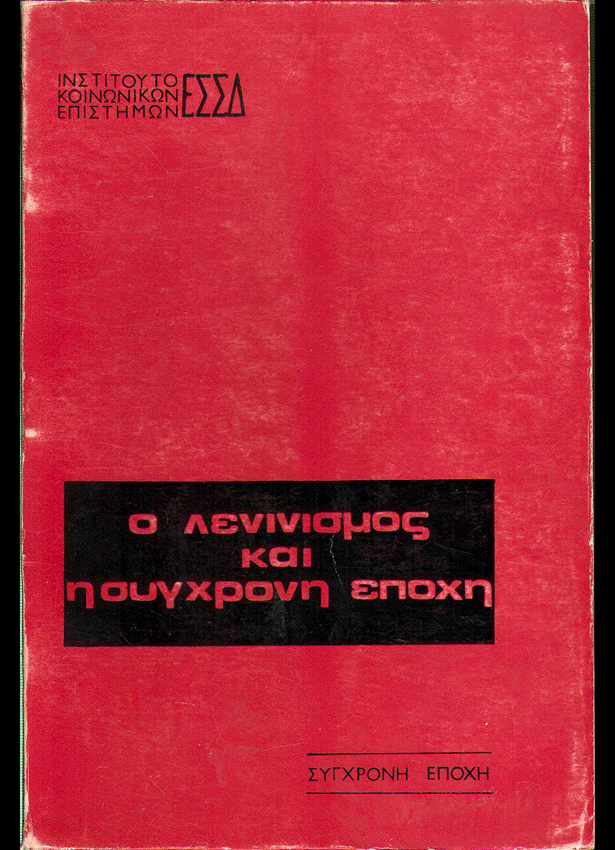 ΙΝΣΤΙΤΟΥΤΟ
ΚΟΙΝΩΝΙΚΩΝ ΕΣΣΔ
ΕΠΙΣΤΗΜΩΝ
ο λενινισμος
και
η συγχρονη εποχη
ΣΥΓΧΡΟΝΗ ΕΠΟΧΗ